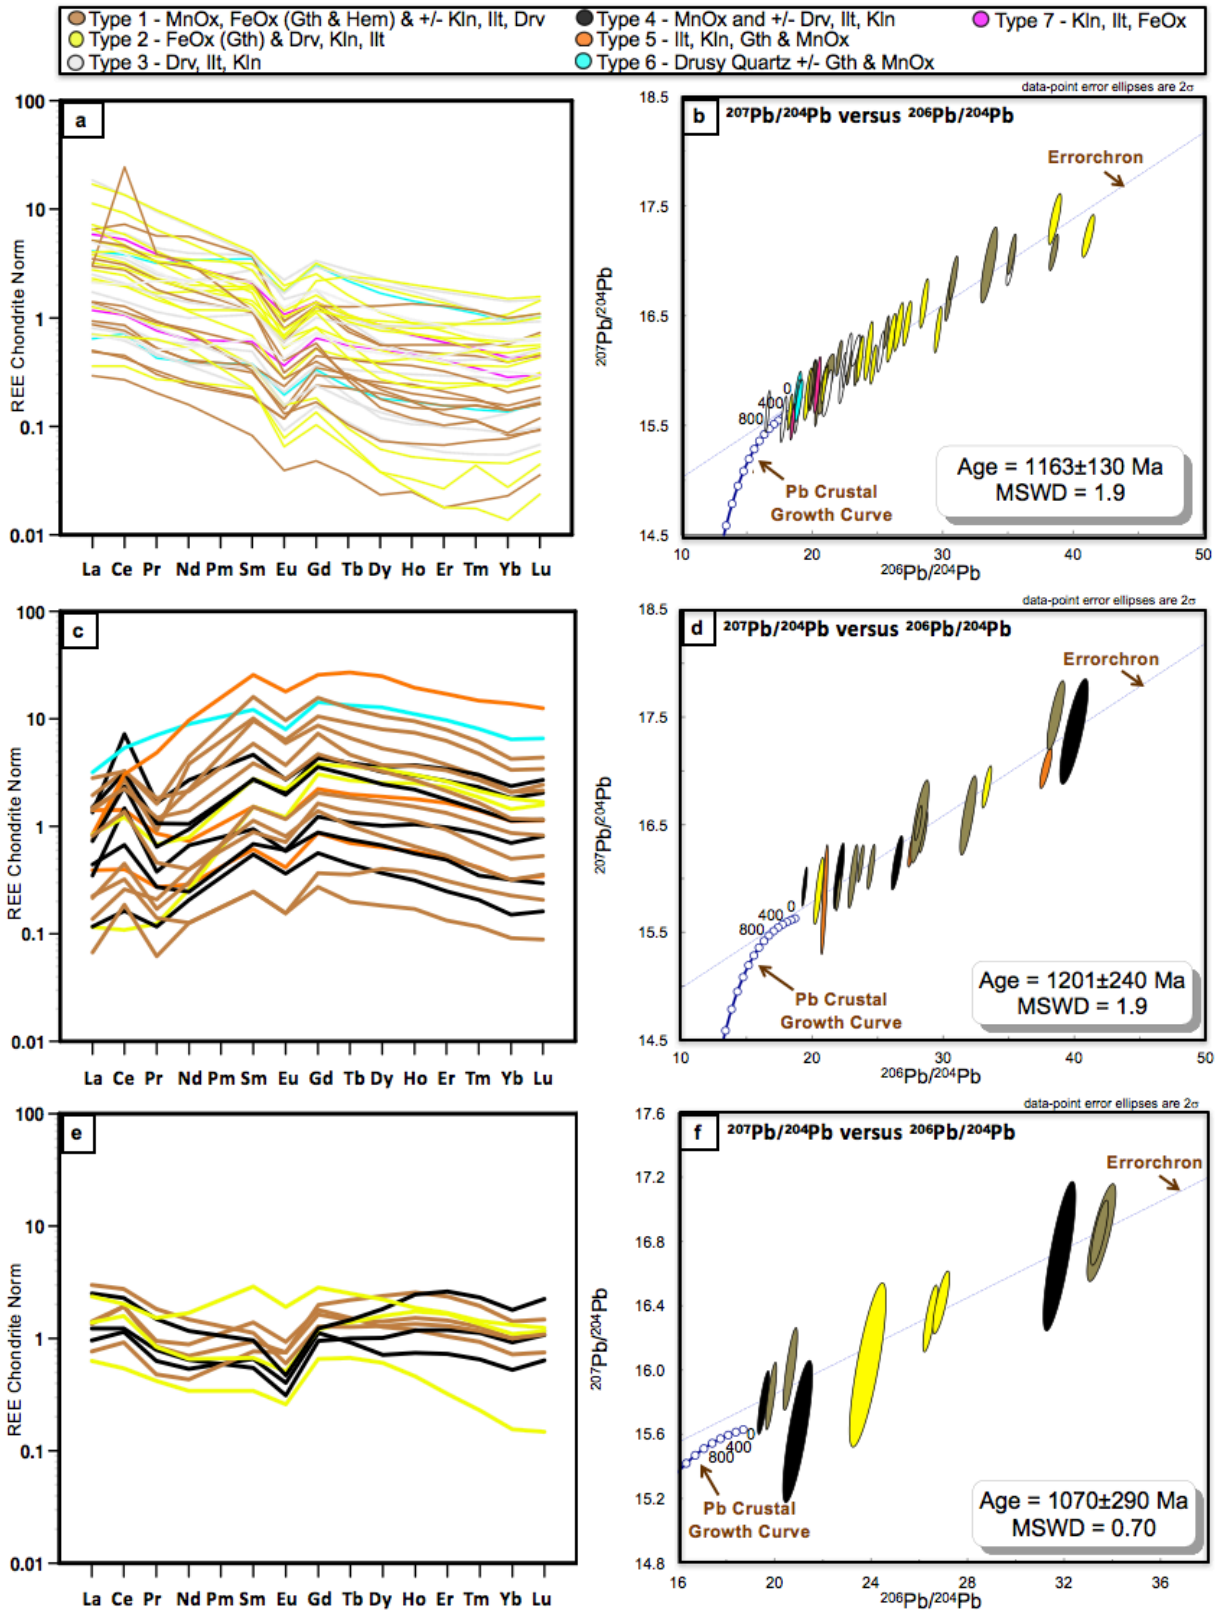 Type 1 - MnOx, FeOx (Gth & Hem) & +/- Kln, Ilt, Drv
Type 2 - FeOx (Gth) & Drv, Kln, Ilt
Type 3 - Drv, Ilt, Kln
Type 4 - MnOx and +/- Drv, Ilt, Kln
Type 5 - Ilt, Kln, Gth & MnOx
Type 6 - Drusy Quartz +/- Gth & MnOx
Type 7 - Kln, Ilt, FeOx
a
REE Chondrite Norm
100
10
1
0.1
0.01
La Ce Pr Nd Pm Sm Eu Gd Tb Dy Ho Er Tm Yb Lu
data-point error ellipses are 2σ
b
²⁰⁷Pb/²⁰⁴Pb versus ²⁰⁶Pb/²⁰⁴Pb
Errorchron
18.5
17.5
16.5
15.5
14.5
²⁰⁷Pb/²⁰⁴Pb
0
400
800
Pb Crustal
Growth Curve
Age = 1163±130 Ma
MSWD = 1.9
10 20 30 40 50
²⁰⁶Pb/²⁰⁴Pb
c
REE Chondrite Norm
100
10
1
0.1
0.01
La Ce Pr Nd Pm Sm Eu Gd Tb Dy Ho Er Tm Yb Lu
data-point error ellipses are 2σ
d
²⁰⁷Pb/²⁰⁴Pb versus ²⁰⁶Pb/²⁰⁴Pb
Errorchron
18.5
17.5
16.5
15.5
14.5
²⁰⁷Pb/²⁰⁴Pb
0
400
800
Pb Crustal
Growth Curve
Age = 1201±240 Ma
MSWD = 1.9
10 20 30 40 50
²⁰⁶Pb/²⁰⁴Pb
e
REE Chondrite Norm
100
10
1
0.1
0.01
La Ce Pr Nd Pm Sm Eu Gd Tb Dy Ho Er Tm Yb Lu
data-point error ellipses are 2σ
f
²⁰⁷Pb/²⁰⁴Pb versus ²⁰⁶Pb/²⁰⁴Pb
Errorchron
17.6
17.2
16.8
16.4
16.0
15.6
15.2
14.8
²⁰⁷Pb/²⁰⁴Pb
0
400
800
Pb Crustal
Growth Curve
Age = 1070±290 Ma
MSWD = 0.70
16 20 24 28 32 36
²⁰⁶Pb/²⁰⁴Pb